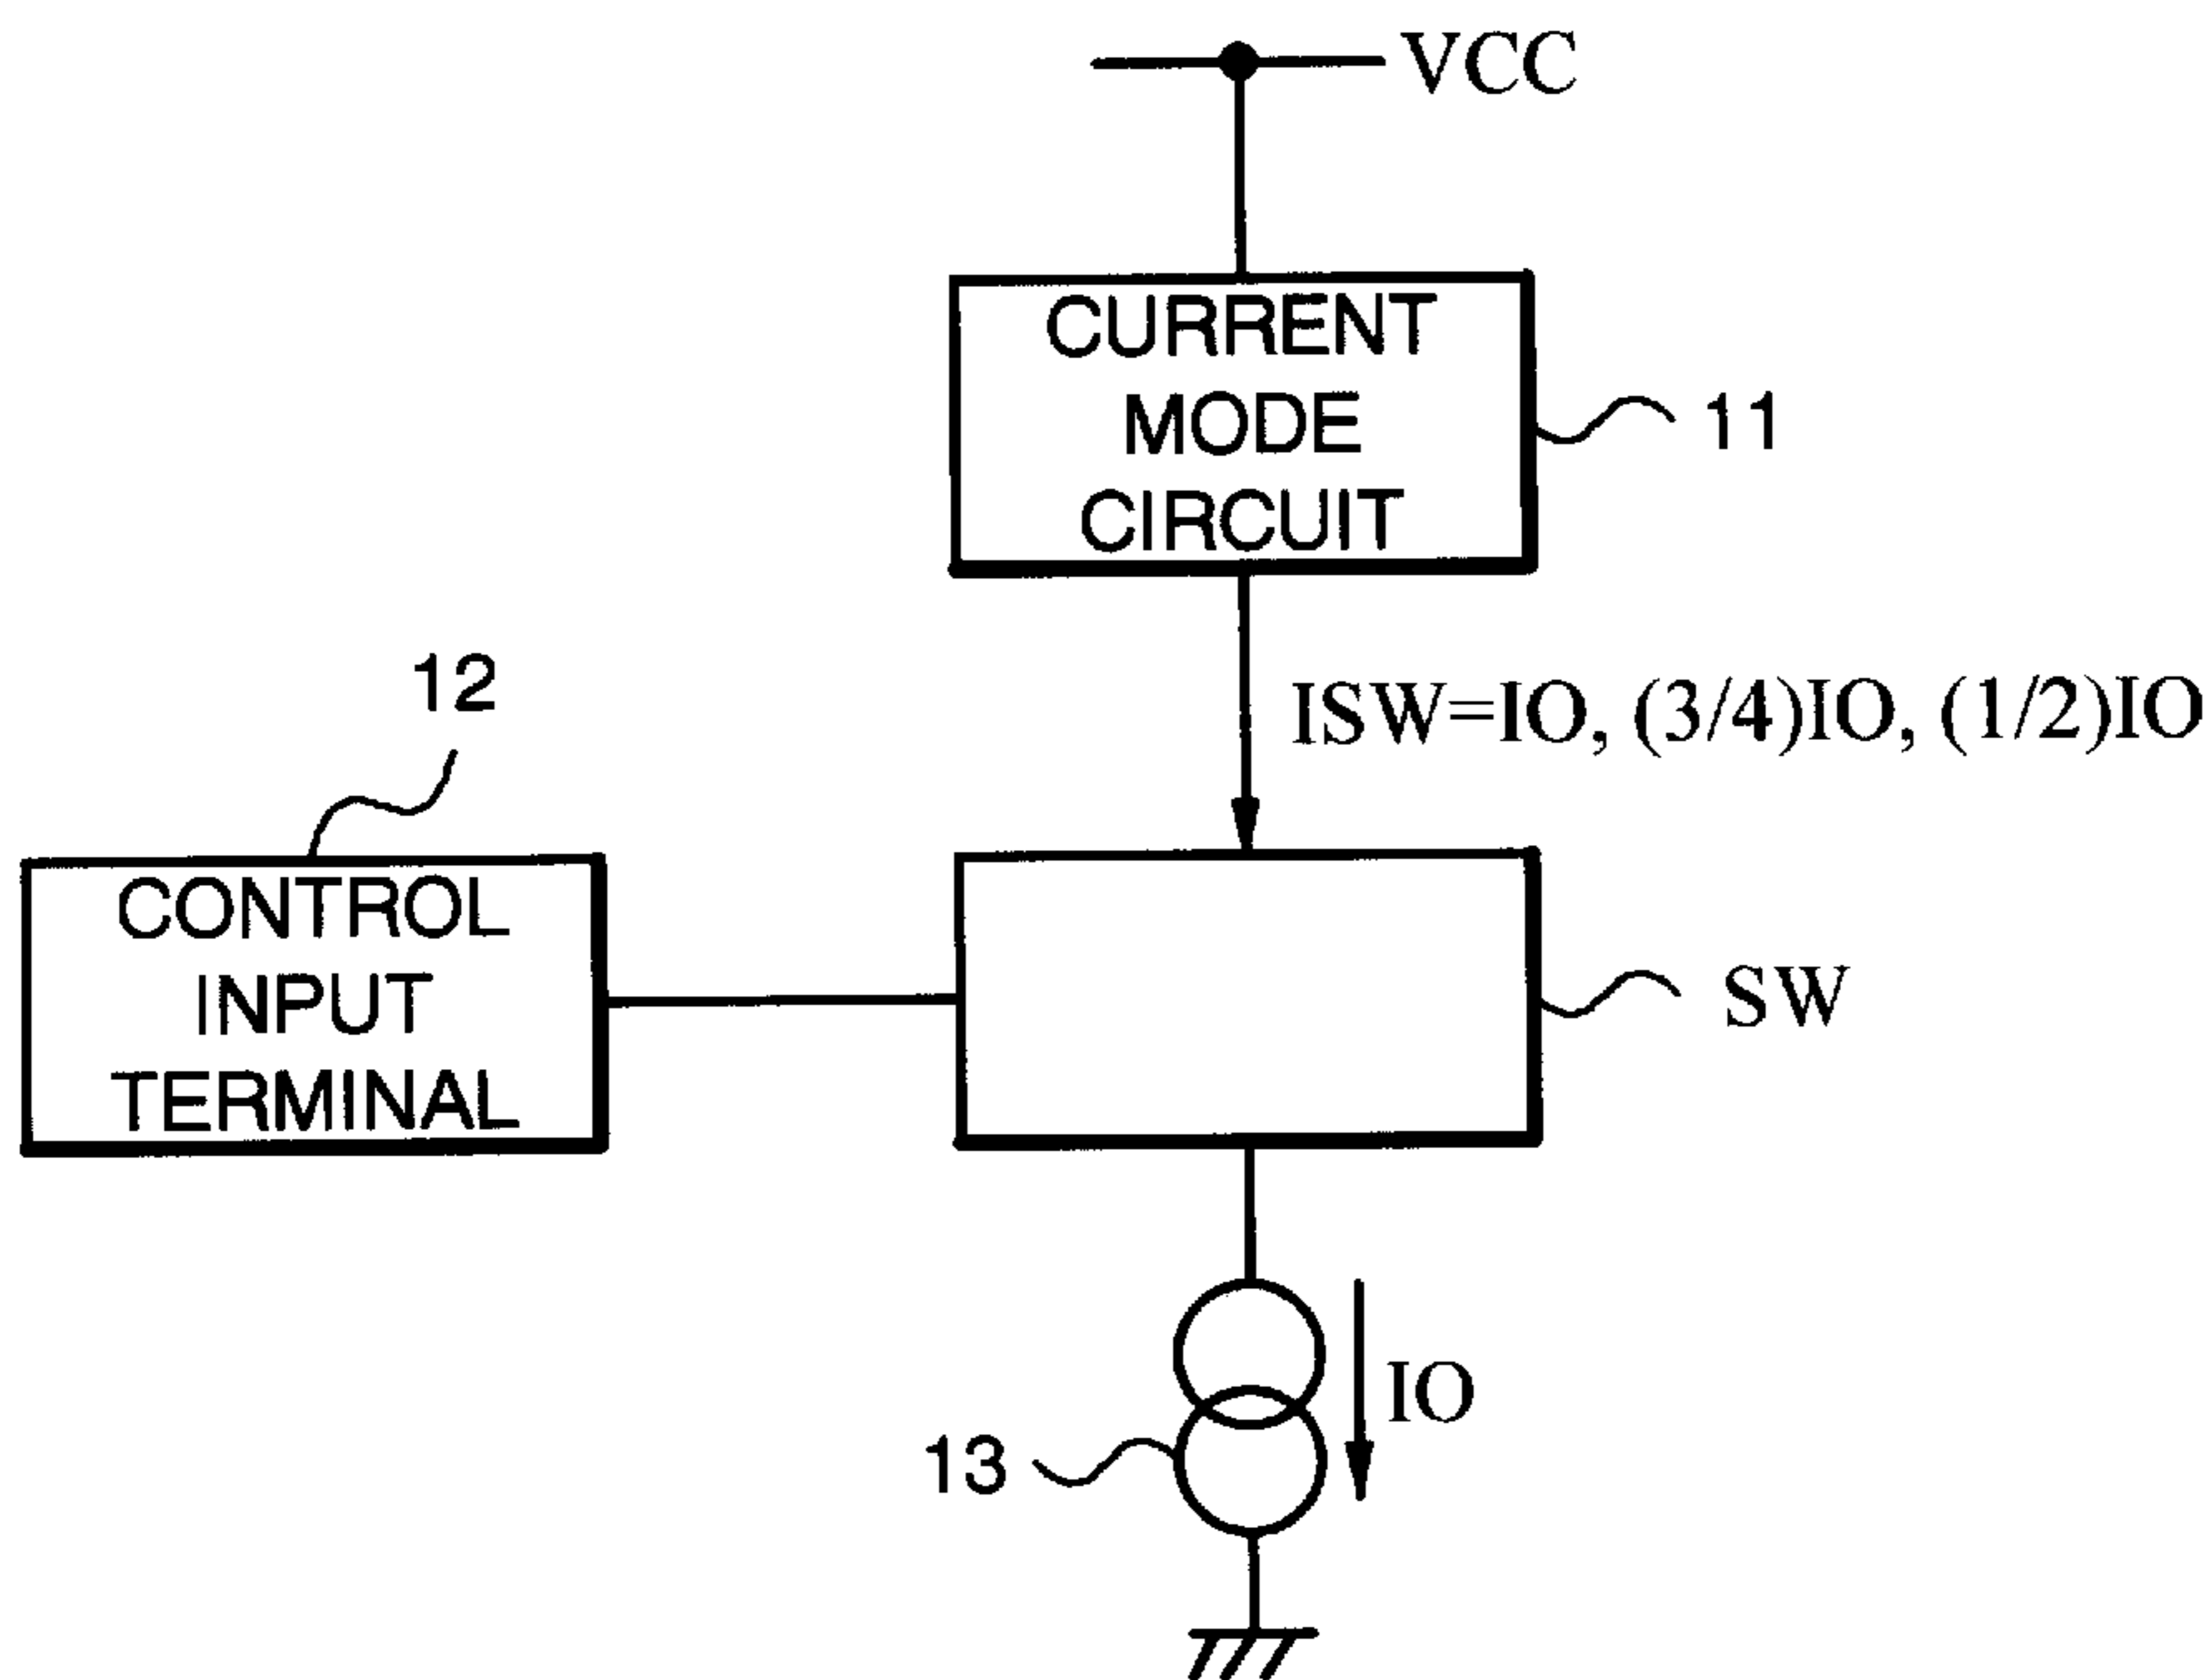 VCC
CURRENT
MODE
CIRCUIT
11
12
ISW=IO, (3/4)IO, (1/2)IO
CONTROL
INPUT
TERMINAL
SW
IO
13